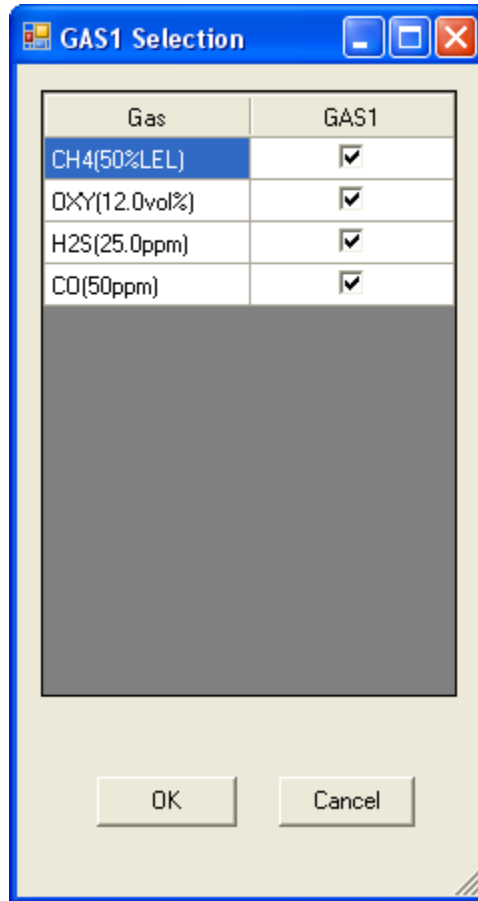 GAS1 Selection
Gas GAS1
CH4(50%LEL)
OXY(12.0vol%)
H2S(25.0ppm)
CO(50ppm)
OK Cancel